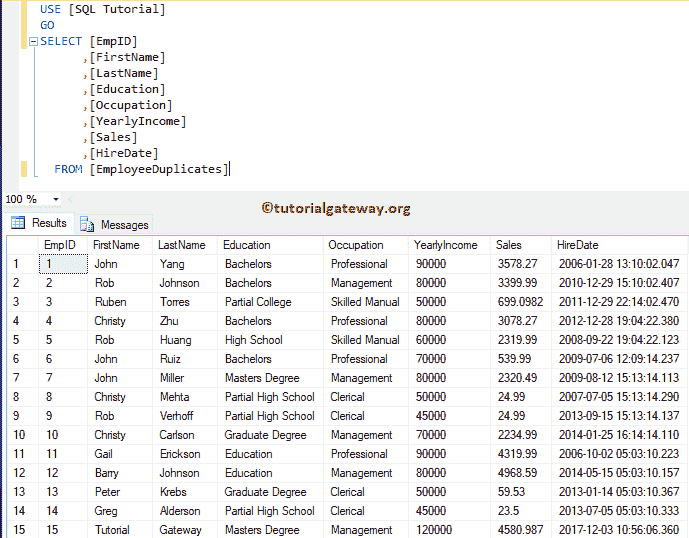 USE [SQL Tutorial]
GO
SELECT [EmpID]
,[FirstName]
,[LastName]
,[Education]
,[Occupation]
,[YearlyIncome]
,[Sales]
,[HireDate]
FROM [EmployeeDuplicates]
100 %
©tutorialgateway.org
Results Messages
EmpID FirstName LastName Education Occupation YearlyIncome Sales HireDate
1 1 John Yang Bachelors Professional 90000 3578.27 2006-01-28 13:10:02.047
2 2 Rob Johnson Bachelors Management 80000 3399.99 2010-12-29 15:10:02.407
3 3 Ruben Torres Partial College Skilled Manual 50000 699.0982 2011-12-29 22:14:02.470
4 4 Christy Zhu Bachelors Professional 80000 3078.27 2012-12-28 19:04:22.380
5 5 Rob Huang High School Skilled Manual 60000 2319.99 2008-09-22 19:04:22.123
6 6 John Ruiz Bachelors Professional 70000 539.99 2009-07-06 12:09:14.237
7 7 John Miller Masters Degree Management 80000 2320.49 2009-08-12 15:13:14.113
8 8 Christy Mehta Partial High School Clerical 50000 24.99 2007-07-05 15:13:14.290
9 9 Rob Verhoff Partial High School Clerical 45000 24.99 2013-09-15 15:13:14.137
10 10 Christy Carlson Graduate Degree Management 70000 2234.99 2014-01-25 16:14:14.110
11 11 Gail Erickson Education Professional 90000 4319.99 2006-10-02 05:03:10.223
12 12 Barry Johnson Education Management 80000 4968.59 2014-05-15 05:03:10.157
13 13 Peter Krebs Graduate Degree Clerical 50000 59.53 2013-01-14 05:03:10.367
14 14 Greg Alderson Partial High School Clerical 45000 23.5 2013-07-05 05:03:10.333
15 15 Tutorial Gateway Masters Degree Management 120000 4580.987 2017-12-03 10:56:06.360